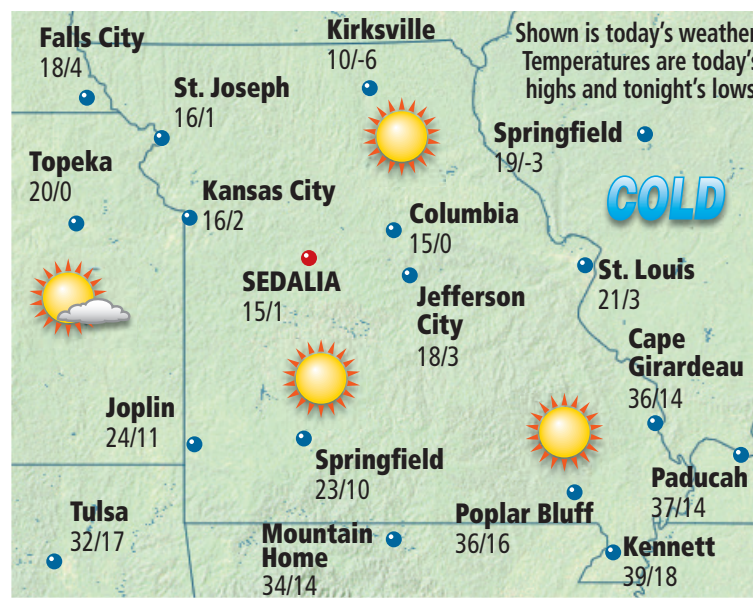 Shown is today's weather
Temperatures are today's
highs and tonight's lows
Falls City
18/4
Kirksville
10/-6
St. Joseph
16/1
Springfield
19/-3
Topeka
20/0
Kansas City
16/2
COLD
Columbia
15/0
SEDALIA
15/1
St. Louis
21/3
Jefferson
City
18/3
Cape
Girardeau
36/14
Joplin
24/11
Springfield
23/10
Paducah
37/14
Tulsa
32/17
Mountain
Home
34/14
Poplar Bluff
36/16
Kennett
39/18